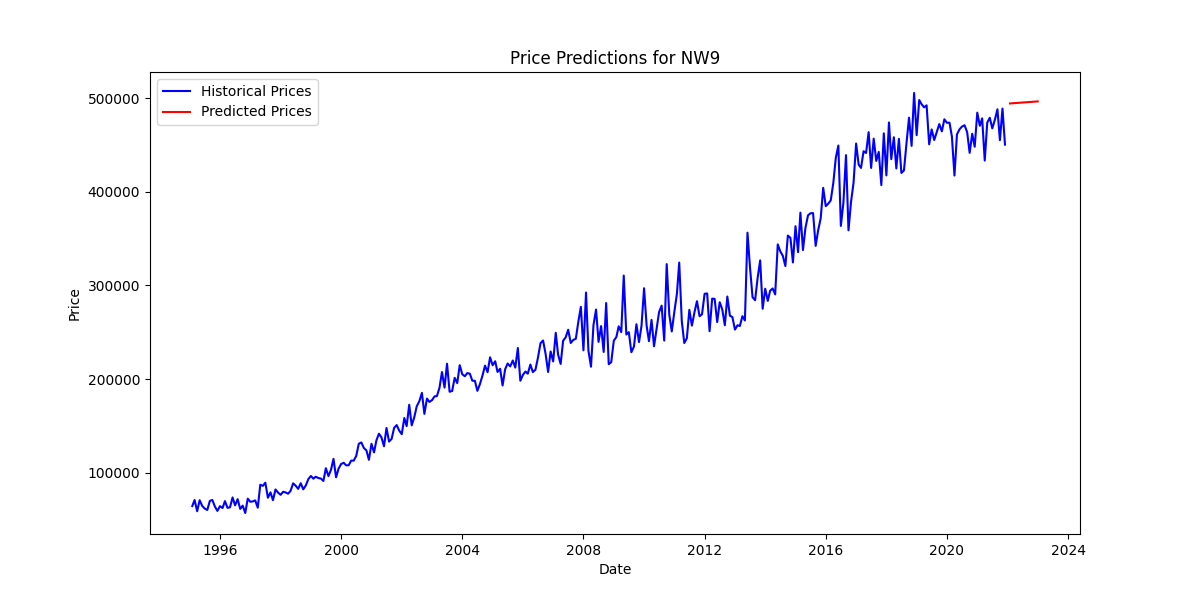 Price Predictions for NW9
Historical Prices
Predicted Prices
500000
400000
300000
200000
100000
Price
1996 2000 2004 2008 2012 2016 2020 2024
Date